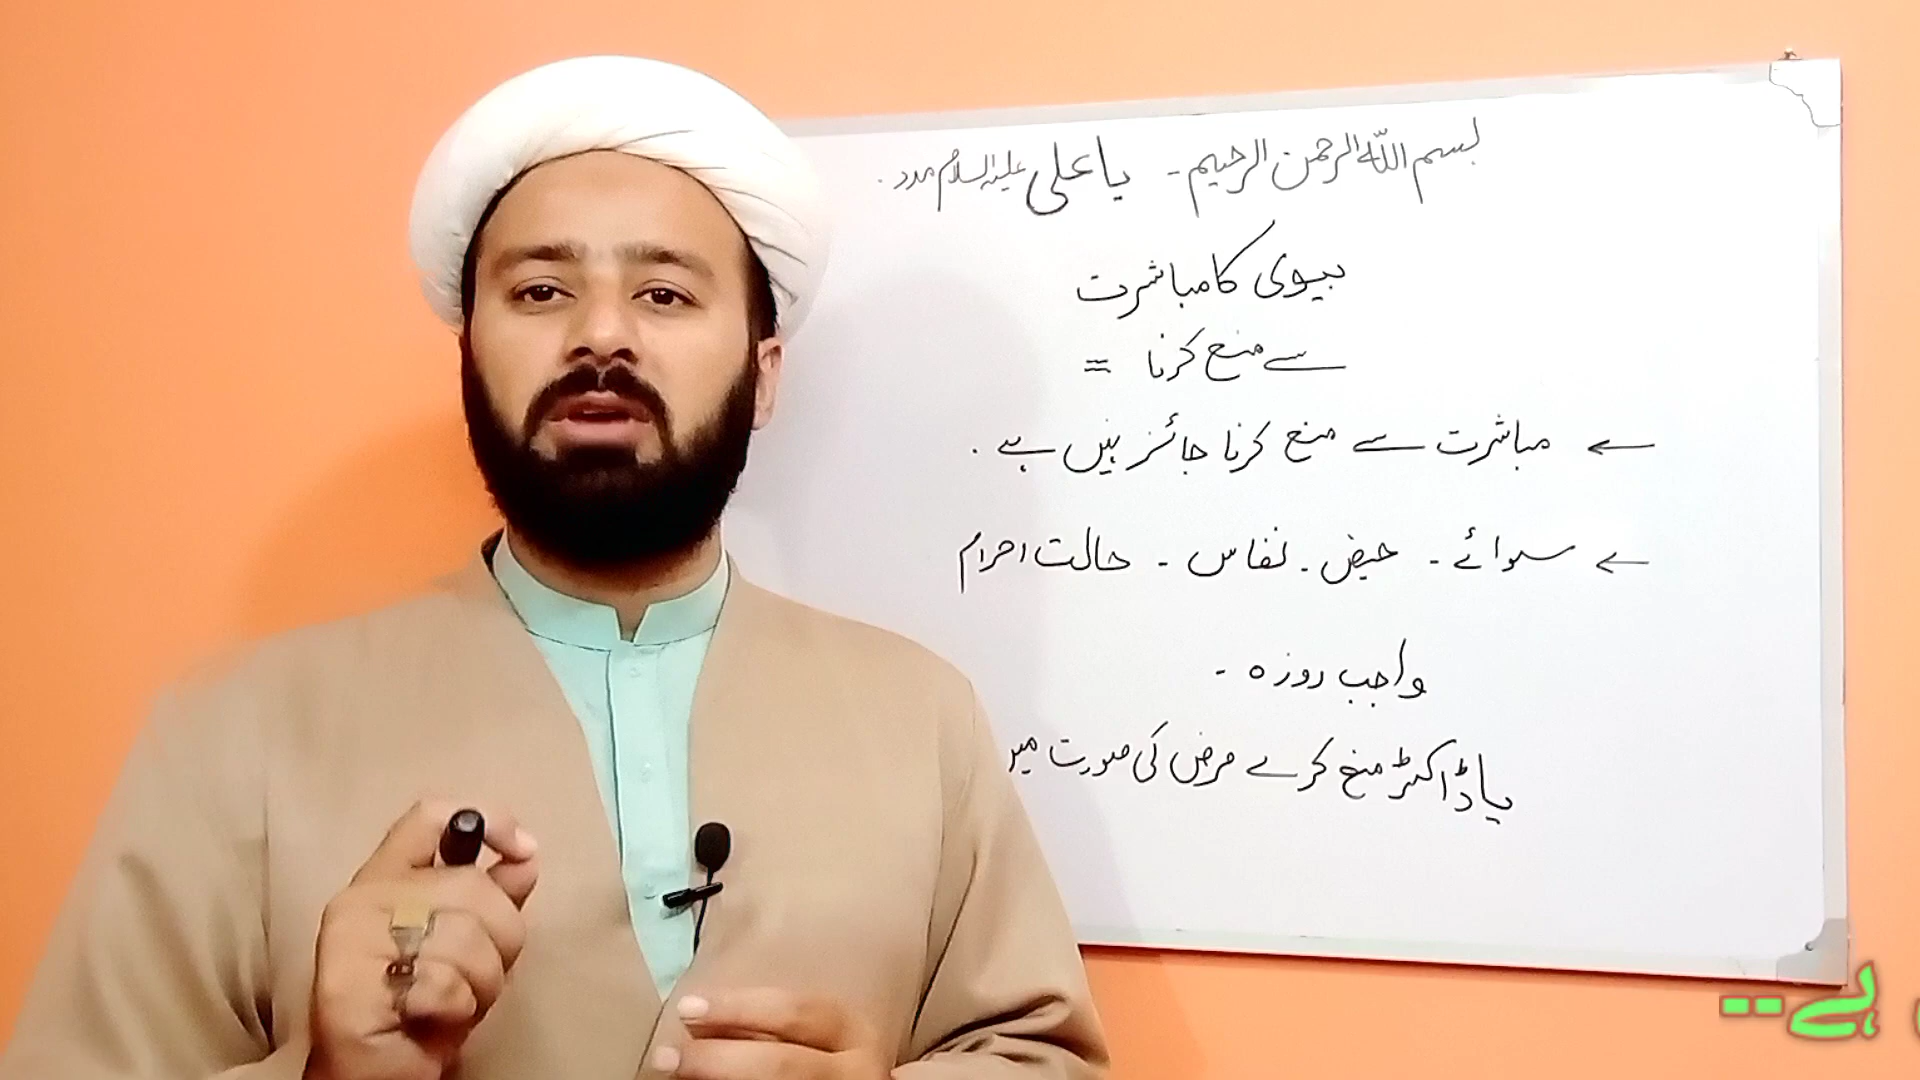 بسم اللہ الرحمن الرحیم - یا علی علیہ السلام مدد .
بیوی کا مباشرت
سے منع کرنا =
← مباشرت سے منع کرنا جائز نہیں ہے .
← سوائے - حیض - نفاس - حالت احرام
واجب روزہ -
یا ڈاکٹر منع کرے مرض کی صورت میں
ہے--